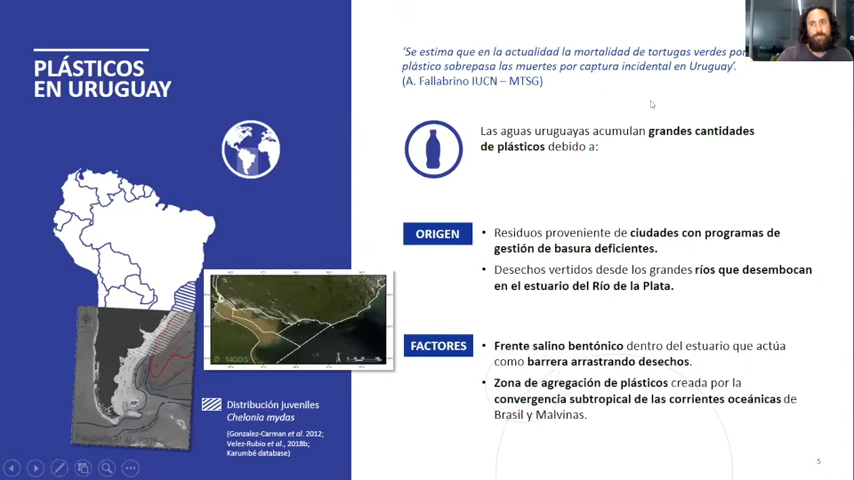 PLÁSTICOS
EN URUGUAY
‘Se estima que en la actualidad la mortalidad de tortugas verdes por
plástico sobrepasa las muertes por captura incidental en Uruguay’.
(A. Fallabrino IUCN – MTSG)
Las aguas uruguayas acumulan grandes cantidades
de plásticos debido a:
ORIGEN
• Residuos proveniente de ciudades con programas de
gestión de basura deficientes.
• Desechos vertidos desde los grandes ríos que desembocan
en el estuario del Río de la Plata.
FACTORES
• Frente salino bentónico dentro del estuario que actúa
como barrera arrastrando desechos.
• Zona de agregación de plásticos creada por la
convergencia subtropical de las corrientes oceánicas de
Brasil y Malvinas.
© MODIS
Distribución juveniles
Chelonia mydas
(Gonzalez-Carman et al. 2012;
Velez-Rubio et al., 2018b;
Karumbé database)
5